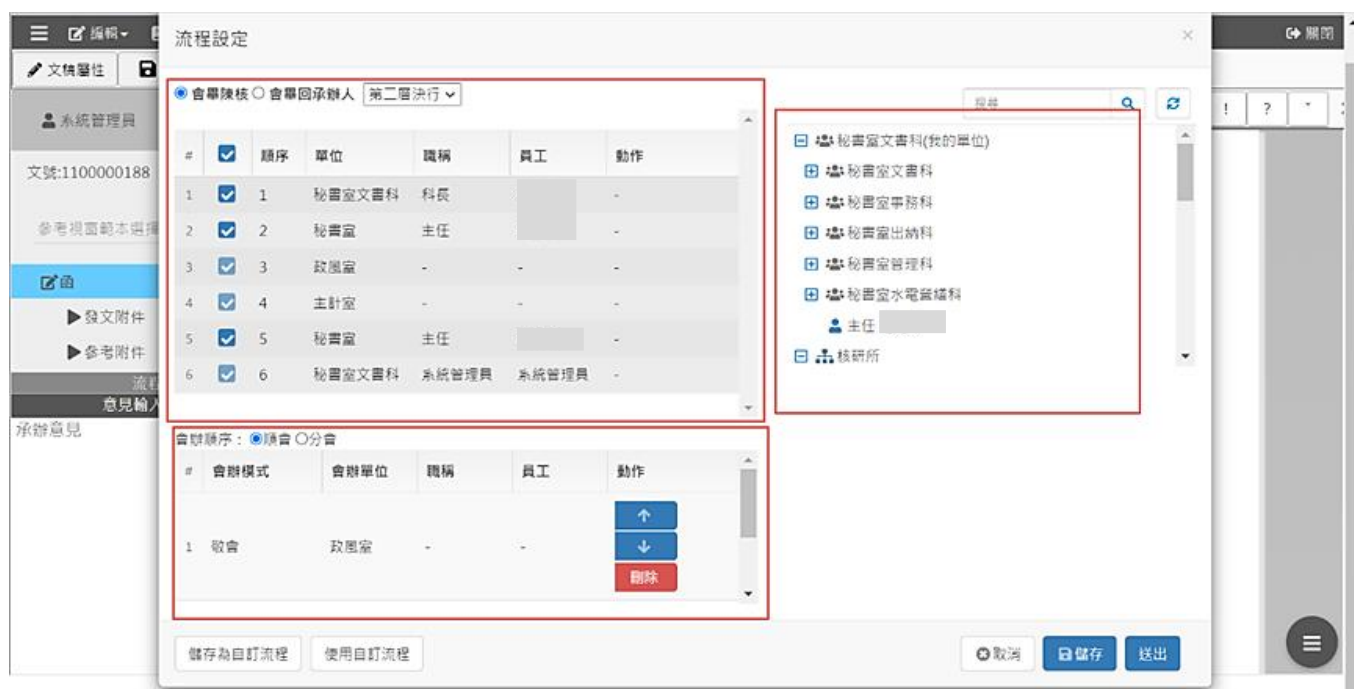 編輯
關閉
流程設定
×
文稿屬性
會畢陳核 會畢回承辦人 第二層決行
搜尋
! ?
系統管理員
# 順序 單位 職稱 員工 動作
1 1 秘書室文書科 科長 -
2 2 秘書室 主任 -
3 3 政風室 - - -
4 4 主計室 - - -
5 5 秘書室 主任 -
6 6 秘書室文書科 系統管理員 系統管理員 -
秘書室文書科(我的單位)
秘書室文書科
秘書室事務科
秘書室出納科
秘書室管理科
秘書室水電營繕科
主任
核研所
文號:1100000188
參考視窗範本選擇
函
▶發文附件
▶參考附件
意見輸入
承辦意見
會辦順序: 順會 分會
# 會辦模式 會辦單位 職稱 員工 動作
1 敬會 政風室 - -
刪除
儲存為自訂流程 使用自訂流程
取消 儲存 送出